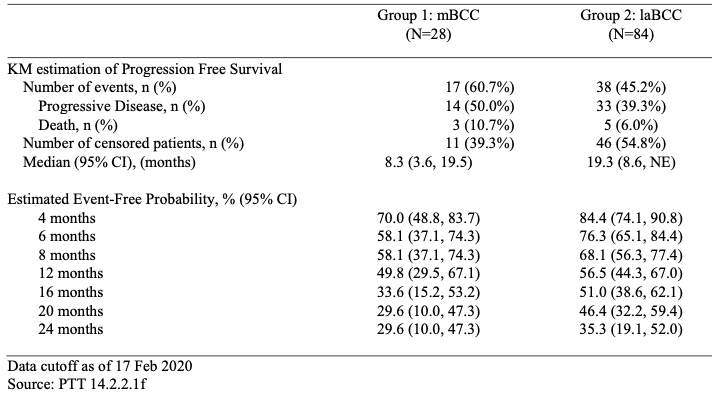 Group 1: mBCC Group 2: laBCC
(N=28) (N=84)
KM estimation of Progression Free Survival
Number of events, n (%) 17 (60.7%) 38 (45.2%)
Progressive Disease, n (%) 14 (50.0%) 33 (39.3%)
Death, n (%) 3 (10.7%) 5 (6.0%)
Number of censored patients, n (%) 11 (39.3%) 46 (54.8%)
Median (95% CI), (months) 8.3 (3.6, 19.5) 19.3 (8.6, NE)
Estimated Event-Free Probability, % (95% CI)
4 months 70.0 (48.8, 83.7) 84.4 (74.1, 90.8)
6 months 58.1 (37.1, 74.3) 76.3 (65.1, 84.4)
8 months 58.1 (37.1, 74.3) 68.1 (56.3, 77.4)
12 months 49.8 (29.5, 67.1) 56.5 (44.3, 67.0)
16 months 33.6 (15.2, 53.2) 51.0 (38.6, 62.1)
20 months 29.6 (10.0, 47.3) 46.4 (32.2, 59.4)
24 months 29.6 (10.0, 47.3) 35.3 (19.1, 52.0)
Data cutoff as of 17 Feb 2020
Source: PTT 14.2.2.1f